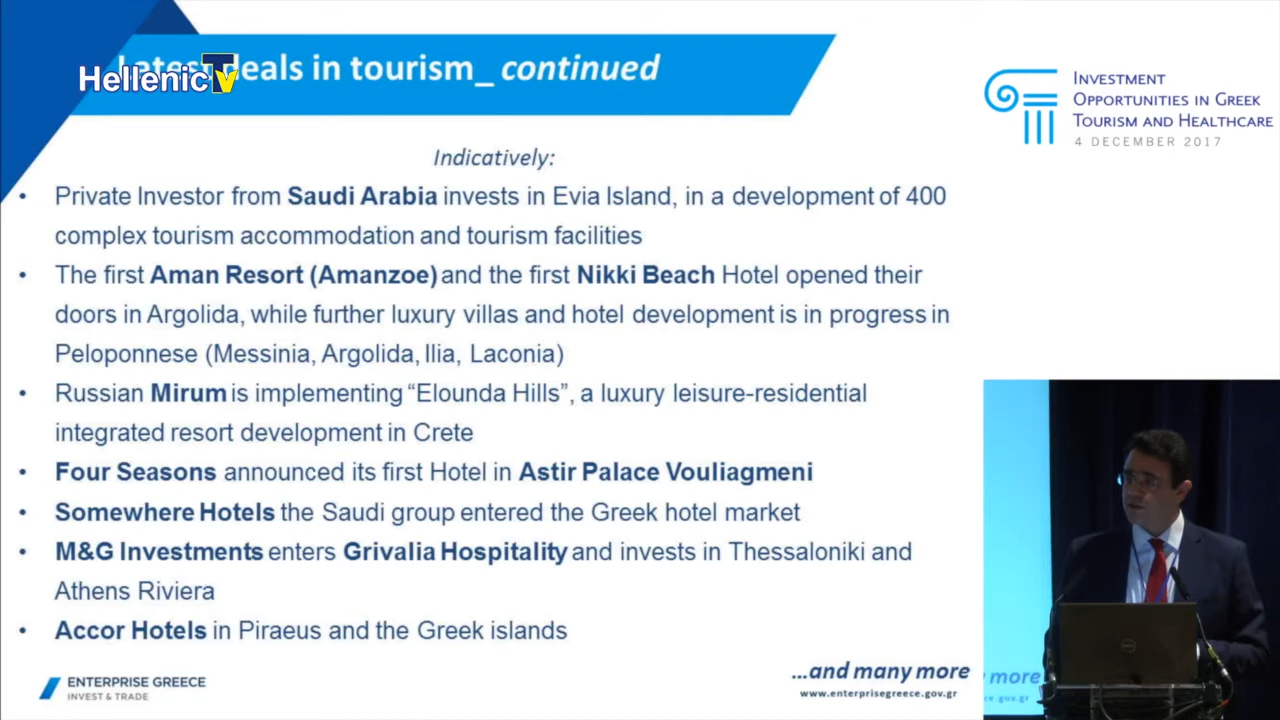 Latest deals in tourism_ continued
HellenicTV
INVESTMENT
OPPORTUNITIES IN GREEK
TOURISM AND HEALTHCARE
4 DECEMBER 2017
Indicatively:
• Private Investor from Saudi Arabia invests in Evia Island, in a development of 400
complex tourism accommodation and tourism facilities
• The first Aman Resort (Amanzoe) and the first Nikki Beach Hotel opened their
doors in Argolida, while further luxury villas and hotel development is in progress in
Peloponnese (Messinia, Argolida, Ilia, Laconia)
• Russian Mirum is implementing “Elounda Hills”, a luxury leisure-residential
integrated resort development in Crete
• Four Seasons announced its first Hotel in Astir Palace Vouliagmeni
• Somewhere Hotels the Saudi group entered the Greek hotel market
• M&G Investments enters Grivalia Hospitality and invests in Thessaloniki and
Athens Riviera
• Accor Hotels in Piraeus and the Greek islands
...and many more
www.enterprisegreece.gov.gr
ENTERPRISE GREECE
INVEST & TRADE
more
gov.gr
DELL